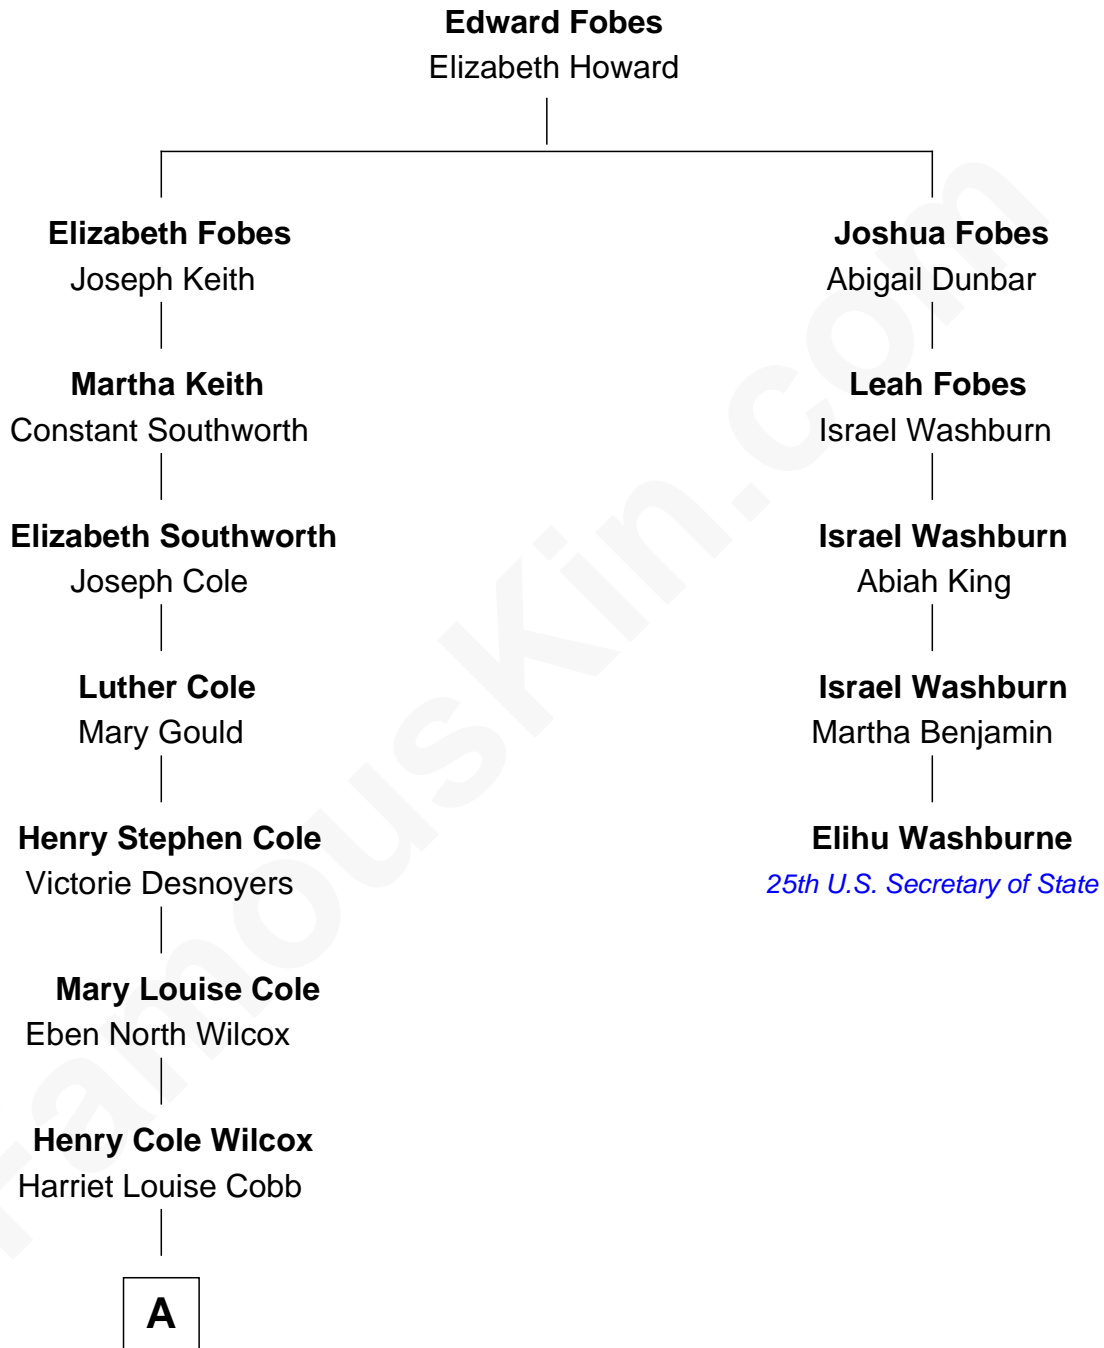 Edward Fobes
Elizabeth Howard
Elizabeth Fobes
Joseph Keith
Joshua Fobes
Abigail Dunbar
Martha Keith
Constant Southworth
Leah Fobes
Israel Washburn
Elizabeth Southworth
Joseph Cole
Israel Washburn
Abiah King
Luther Cole
Mary Gould
Israel Washburn
Martha Benjamin
Henry Stephen Cole
Victorie Desnoyers
Elihu Washburne
25th U.S. Secretary of State
Mary Louise Cole
Eben North Wilcox
Henry Cole Wilcox
Harriet Louise Cobb
A
FamousKin.com